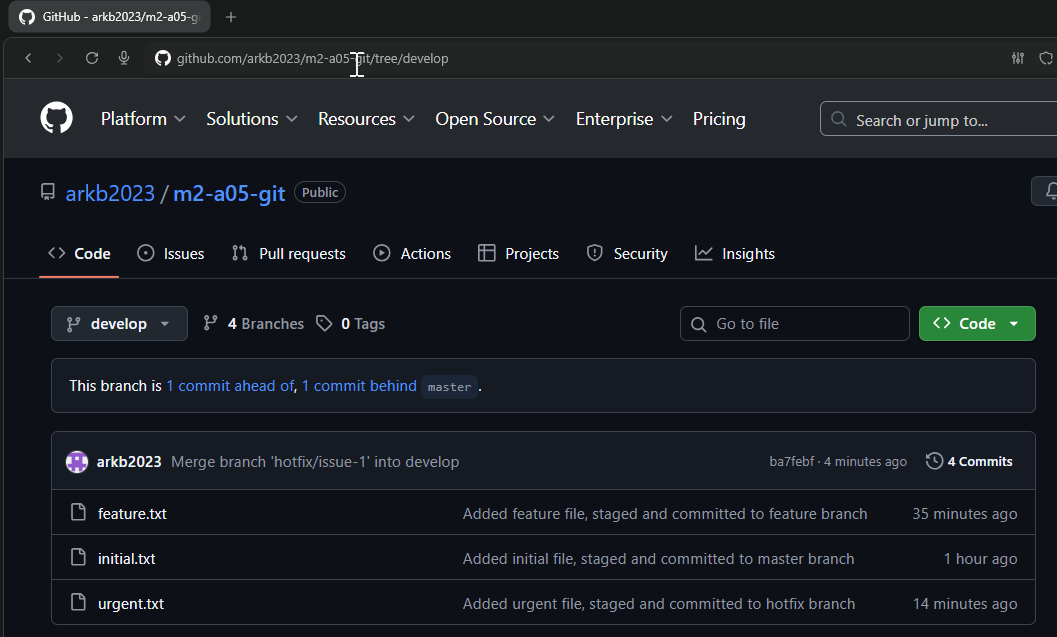 GitHub - arkb2023/m2-a05-g
github.com/arkb2023/m2-a05-git/tree/develop
Platform Solutions Resources Open Source Enterprise Pricing Search or jump to...
arkb2023 / m2-a05-git Public
Code Issues Pull requests Actions Projects Security Insights
develop 4 Branches 0 Tags Go to file Code
This branch is 1 commit ahead of, 1 commit behind master .
arkb2023 Merge branch 'hotfix/issue-1' into develop ba7febf · 4 minutes ago 4 Commits
feature.txt Added feature file, staged and committed to feature branch 35 minutes ago
initial.txt Added initial file, staged and committed to master branch 1 hour ago
urgent.txt Added urgent file, staged and committed to hotfix branch 14 minutes ago